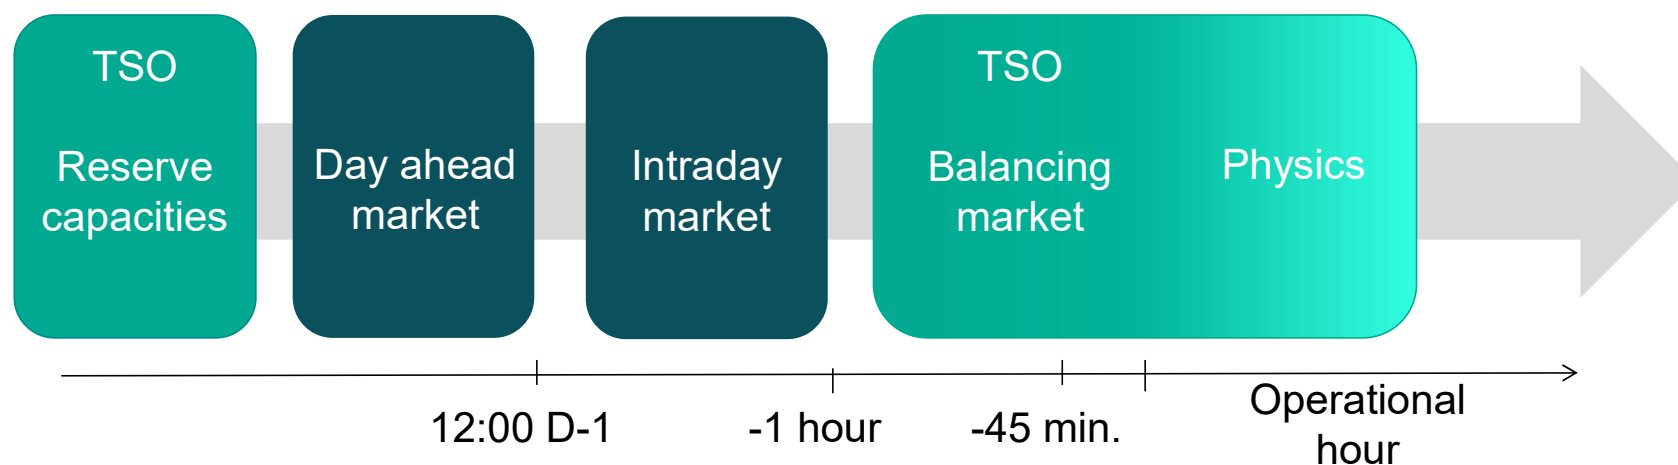 TSO
Reserve
capacities
Day ahead
market
Intraday
market
TSO
Balancing
market
Physics
12:00 D-1
-1 hour
-45 min.
Operational
hour